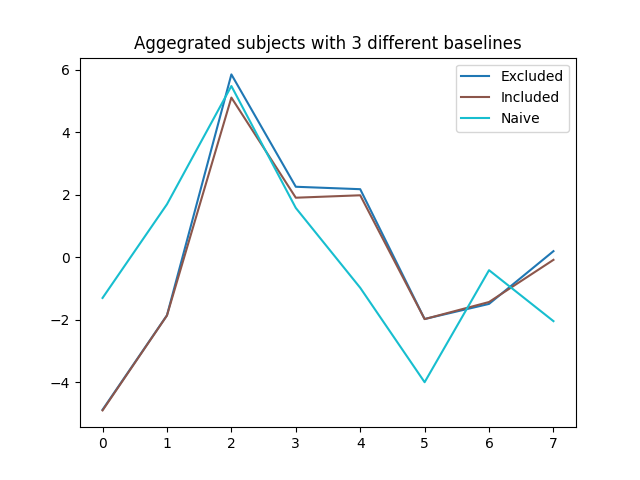 Aggegrated subjects with 3 different baselines
Excluded
Included
Naive
6
4
2
0
−2
−4
0 1 2 3 4 5 6 7